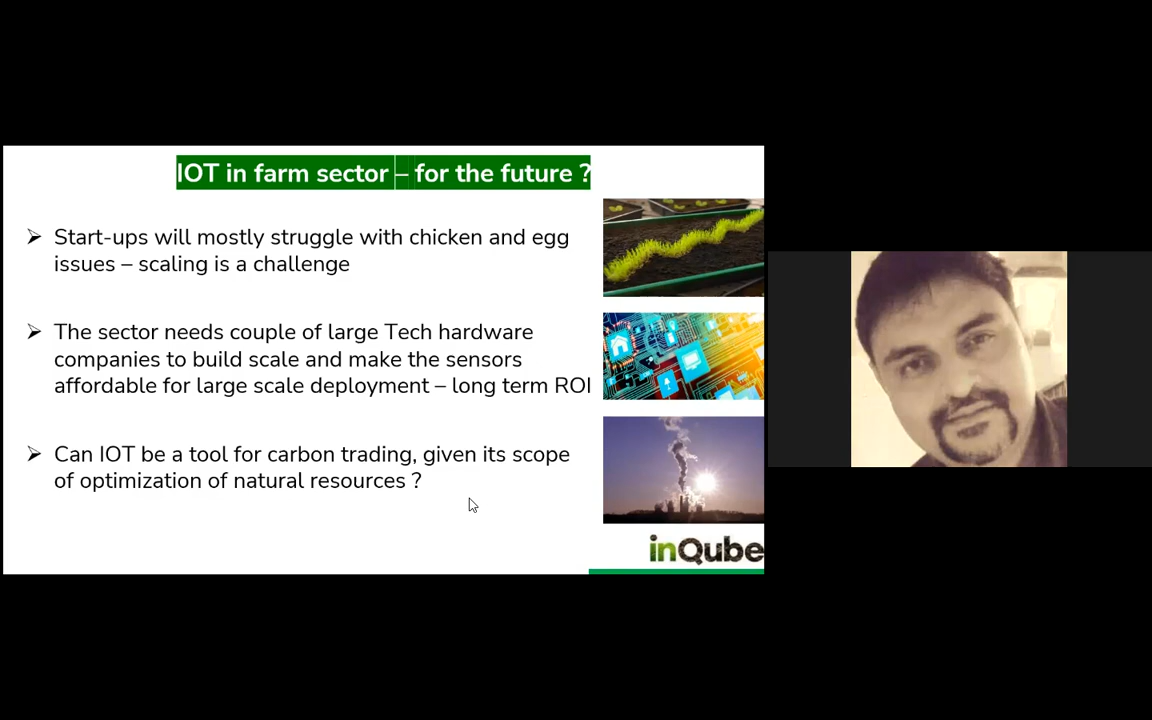 IOT in farm sector – for the future ?
Start-ups will mostly struggle with chicken and egg
issues – scaling is a challenge
The sector needs couple of large Tech hardware
companies to build scale and make the sensors
affordable for large scale deployment – long term ROI
Can IOT be a tool for carbon trading, given its scope
of optimization of natural resources ?
inQube